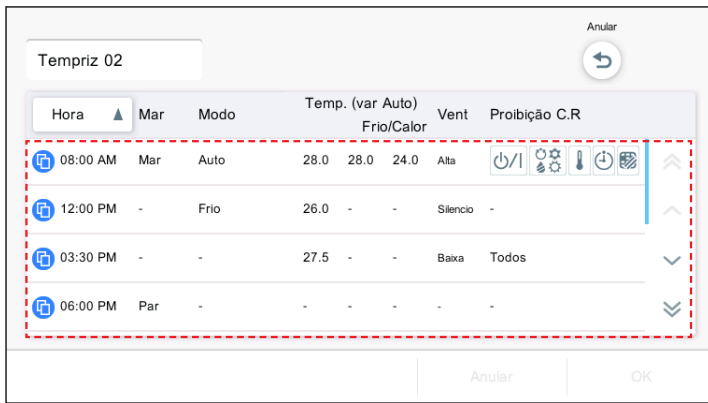 Anular
Tempriz 02
Hora Mar Modo Temp. (var Auto) Frio/Calor Vent Proibição C.R
08:00 AM Mar Auto 28.0 28.0 24.0 Alta
12:00 PM - Frio 26.0 - - Silencio -
03:30 PM - - 27.5 - - Baixa Todos
06:00 PM Par - - - - - -
Anular OK